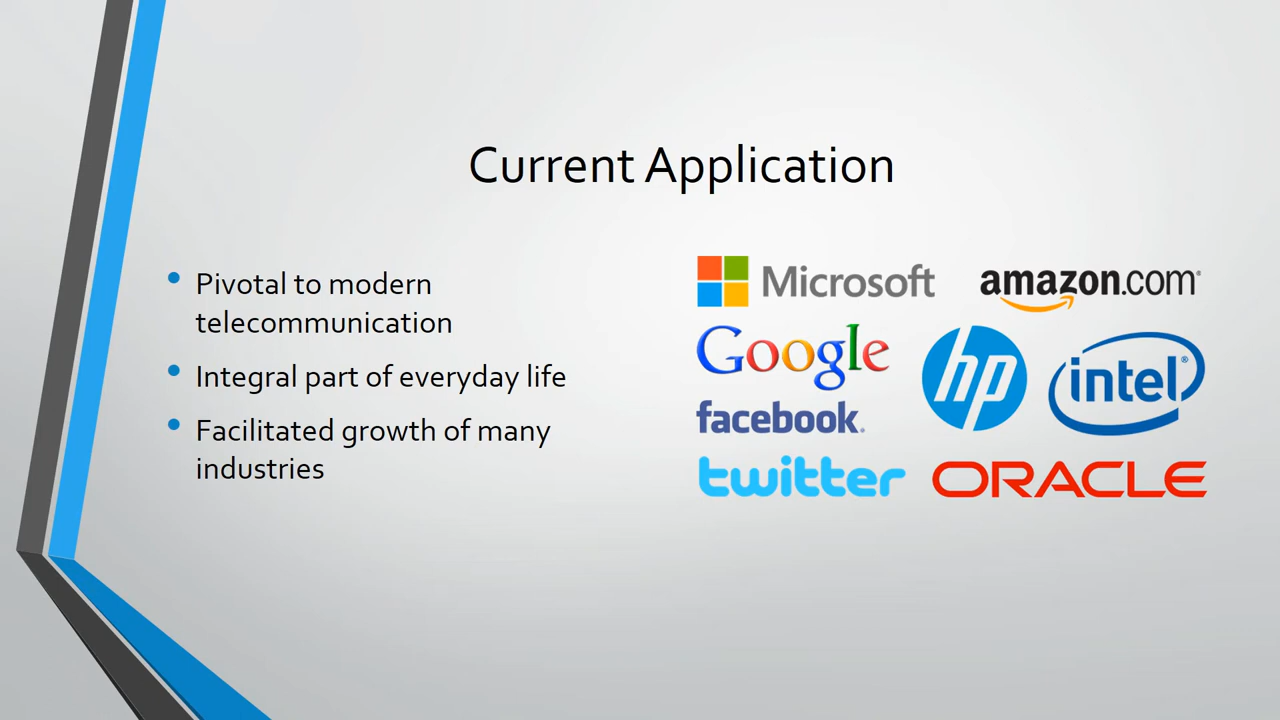 Current Application
Pivotal to modern
telecommunication
Integral part of everyday life
Facilitated growth of many
industries
Microsoft
amazon.com
Google
hp
intel®
facebook
twitter
ORACLE